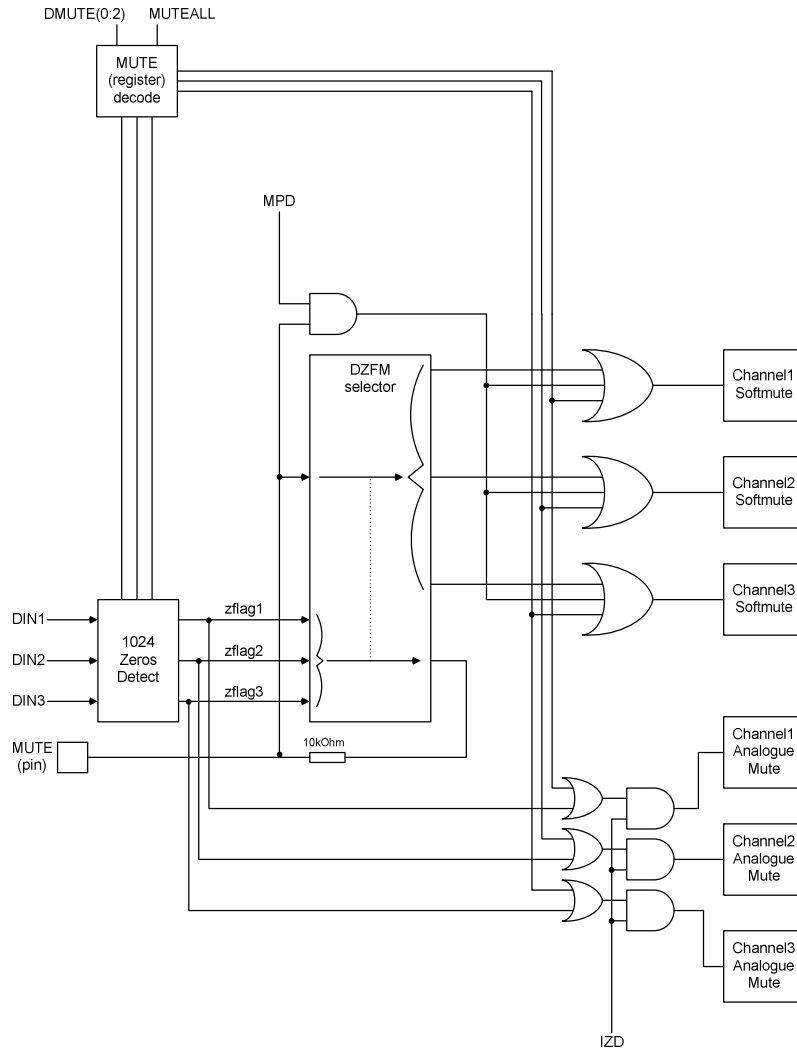 DMUTE(0:2)
MUTEALL
MUTE
(register)
decode
MPD
DZFM
selector
Channel1
Softmute
Channel2
Softmute
Channel3
Softmute
DIN1
DIN2
DIN3
1024
Zeros
Detect
zflag1
zflag2
zflag3
MUTE
(pin)
10kOhm
Channel1
Analogue
Mute
Channel2
Analogue
Mute
Channel3
Analogue
Mute
IZD